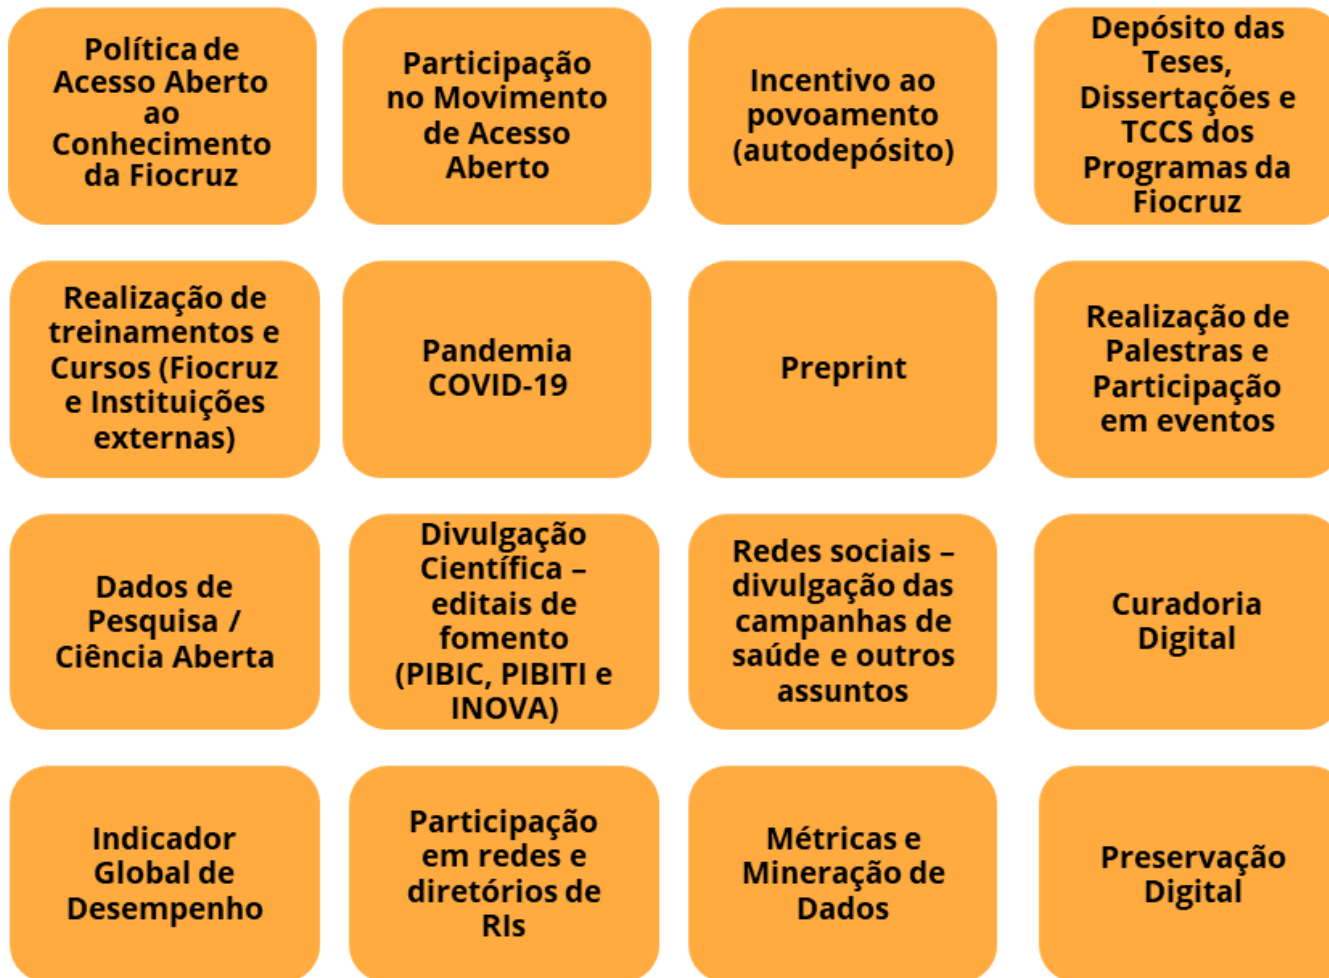 Política de
Acesso Aberto
ao
Conhecimento
da Fiocruz
Participação
no Movimento
de Acesso
Aberto
Incentivo ao
povoamento
(autodepósito)
Depósito das
Teses,
Dissertações e
TCCS dos
Programas da
Fiocruz
Realização de
treinamentos e
Cursos (Fiocruz
e Instituições
externas)
Pandemia
COVID-19
Preprint
Realização de
Palestras e
Participação
em eventos
Dados de
Pesquisa /
Ciência Aberta
Divulgação
Científica –
editais de
fomento
(PIBIC, PIBITI e
INOVA)
Redes sociais –
divulgação das
campanhas de
saúde e outros
assuntos
Curadoria
Digital
Indicador
Global de
Desempenho
Participação
em redes e
diretórios de
RIs
Métricas e
Mineração de
Dados
Preservação
Digital